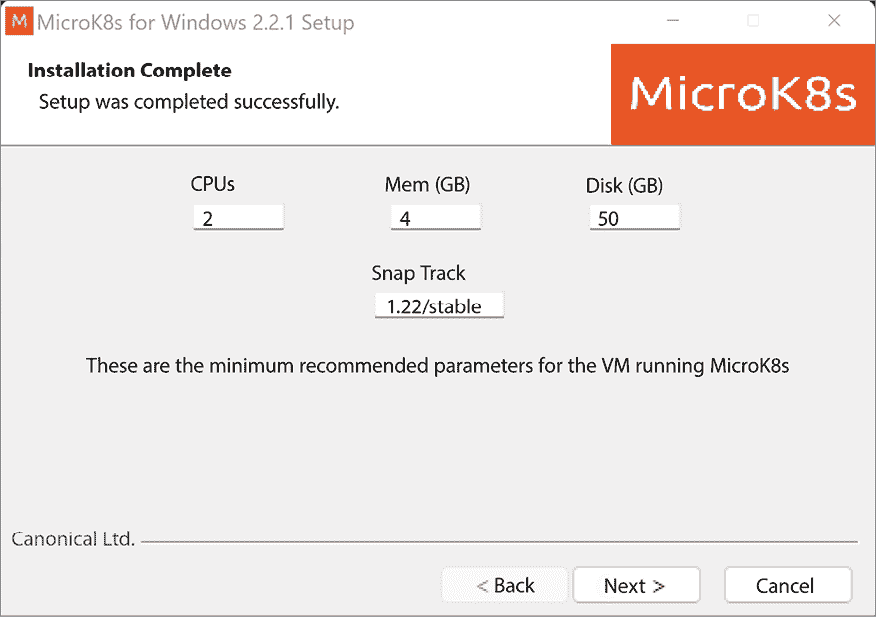 M MicroK8s for Windows 2.2.1 Setup
Installation Complete
Setup was completed successfully.
MicroK8s
CPUs Mem (GB) Disk (GB)
2 4 50
Snap Track
1.22/stable
These are the minimum recommended parameters for the VM running MicroK8s
Canonical Ltd.
< Back Next > Cancel